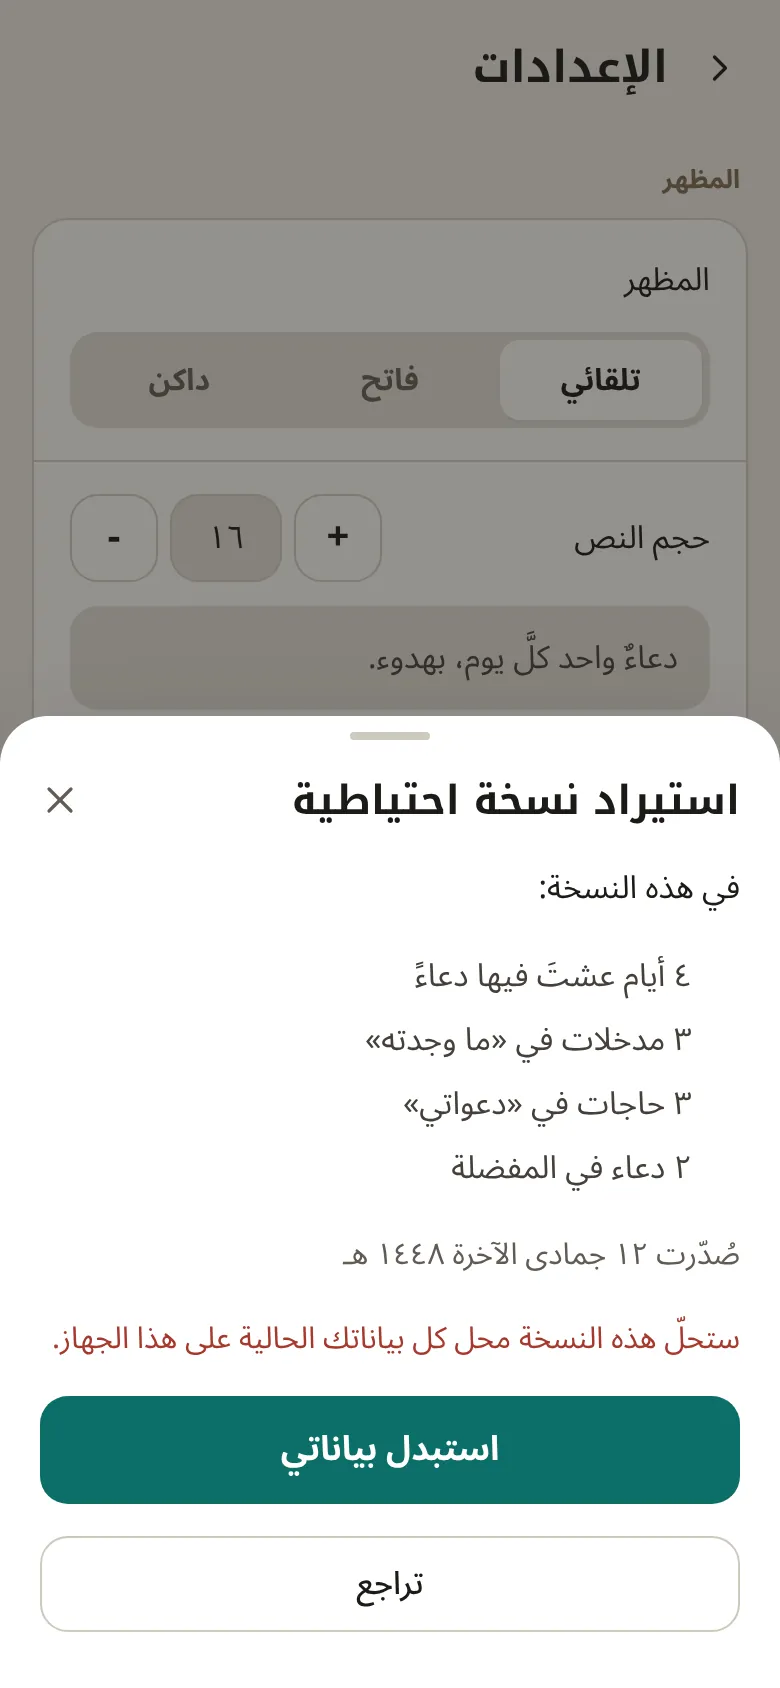 الإعدادات
المظهر
المظهر
تلقائي
فاتح
داكن
حجم النص
+
١٦
-
دعاءٌ واحد كلَّ يوم، بهدوء.
استيراد نسخة احتياطية
في هذه النسخة:
٤ أيام عشتَ فيها دعاءً
٣ مدخلات في «ما وجدته»
٣ حاجات في «دعواتي»
٢ دعاء في المفضلة
صُدّرت ١٢ جمادى الآخرة ١٤٤٨ هـ
ستحلّ هذه النسخة محل كل بياناتك الحالية على هذا الجهاز.
استبدل بياناتي
تراجع